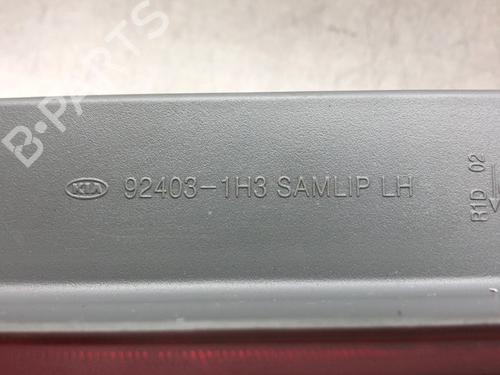 B-PARTS
KIA 92403-1H3 SAMLIP LH
R1D 02